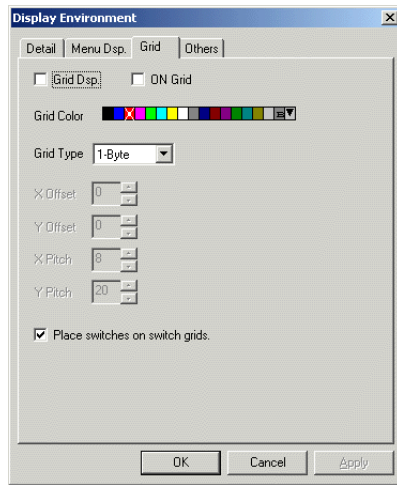 Display Environment
Detail Menu Dsp. Grid Others
Grid Dsp. ON Grid
Grid Color
Grid Type 1-Byte
X Offset 0
Y Offset 0
X Pitch 8
Y Pitch 20
Place switches on switch grids.
OK Cancel Apply